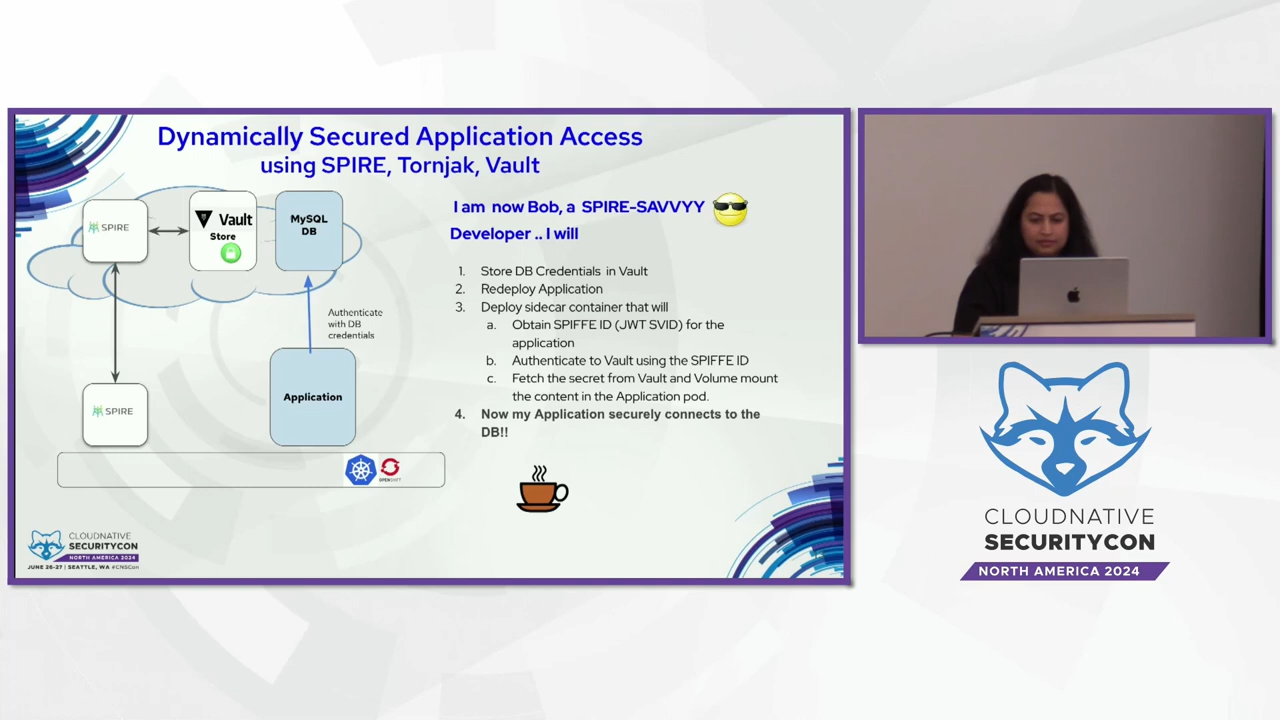 Dynamically Secured Application Access
using SPIRE, Tornjak, Vault
SPIRE
Vault
Store
MySQL
DB
Authenticate
with DB
credentials
SPIRE
Application
OPENSHIFT
I am now Bob, a SPIRE-SAVVYY
Developer .. I will
1. Store DB Credentials in Vault
2. Redeploy Application
3. Deploy sidecar container that will
a. Obtain SPIFFE ID (JWT SVID) for the
application
b. Authenticate to Vault using the SPIFFE ID
c. Fetch the secret from Vault and Volume mount
the content in the Application pod.
4. Now my Application securely connects to the
DB!!
CLOUDNATIVE
SECURITYCON
NORTH AMERICA 2024
JUNE 26-27 | SEATTLE, WA #CNSCon
CLOUDNATIVE
SECURITYCON
NORTH AMERICA 2024